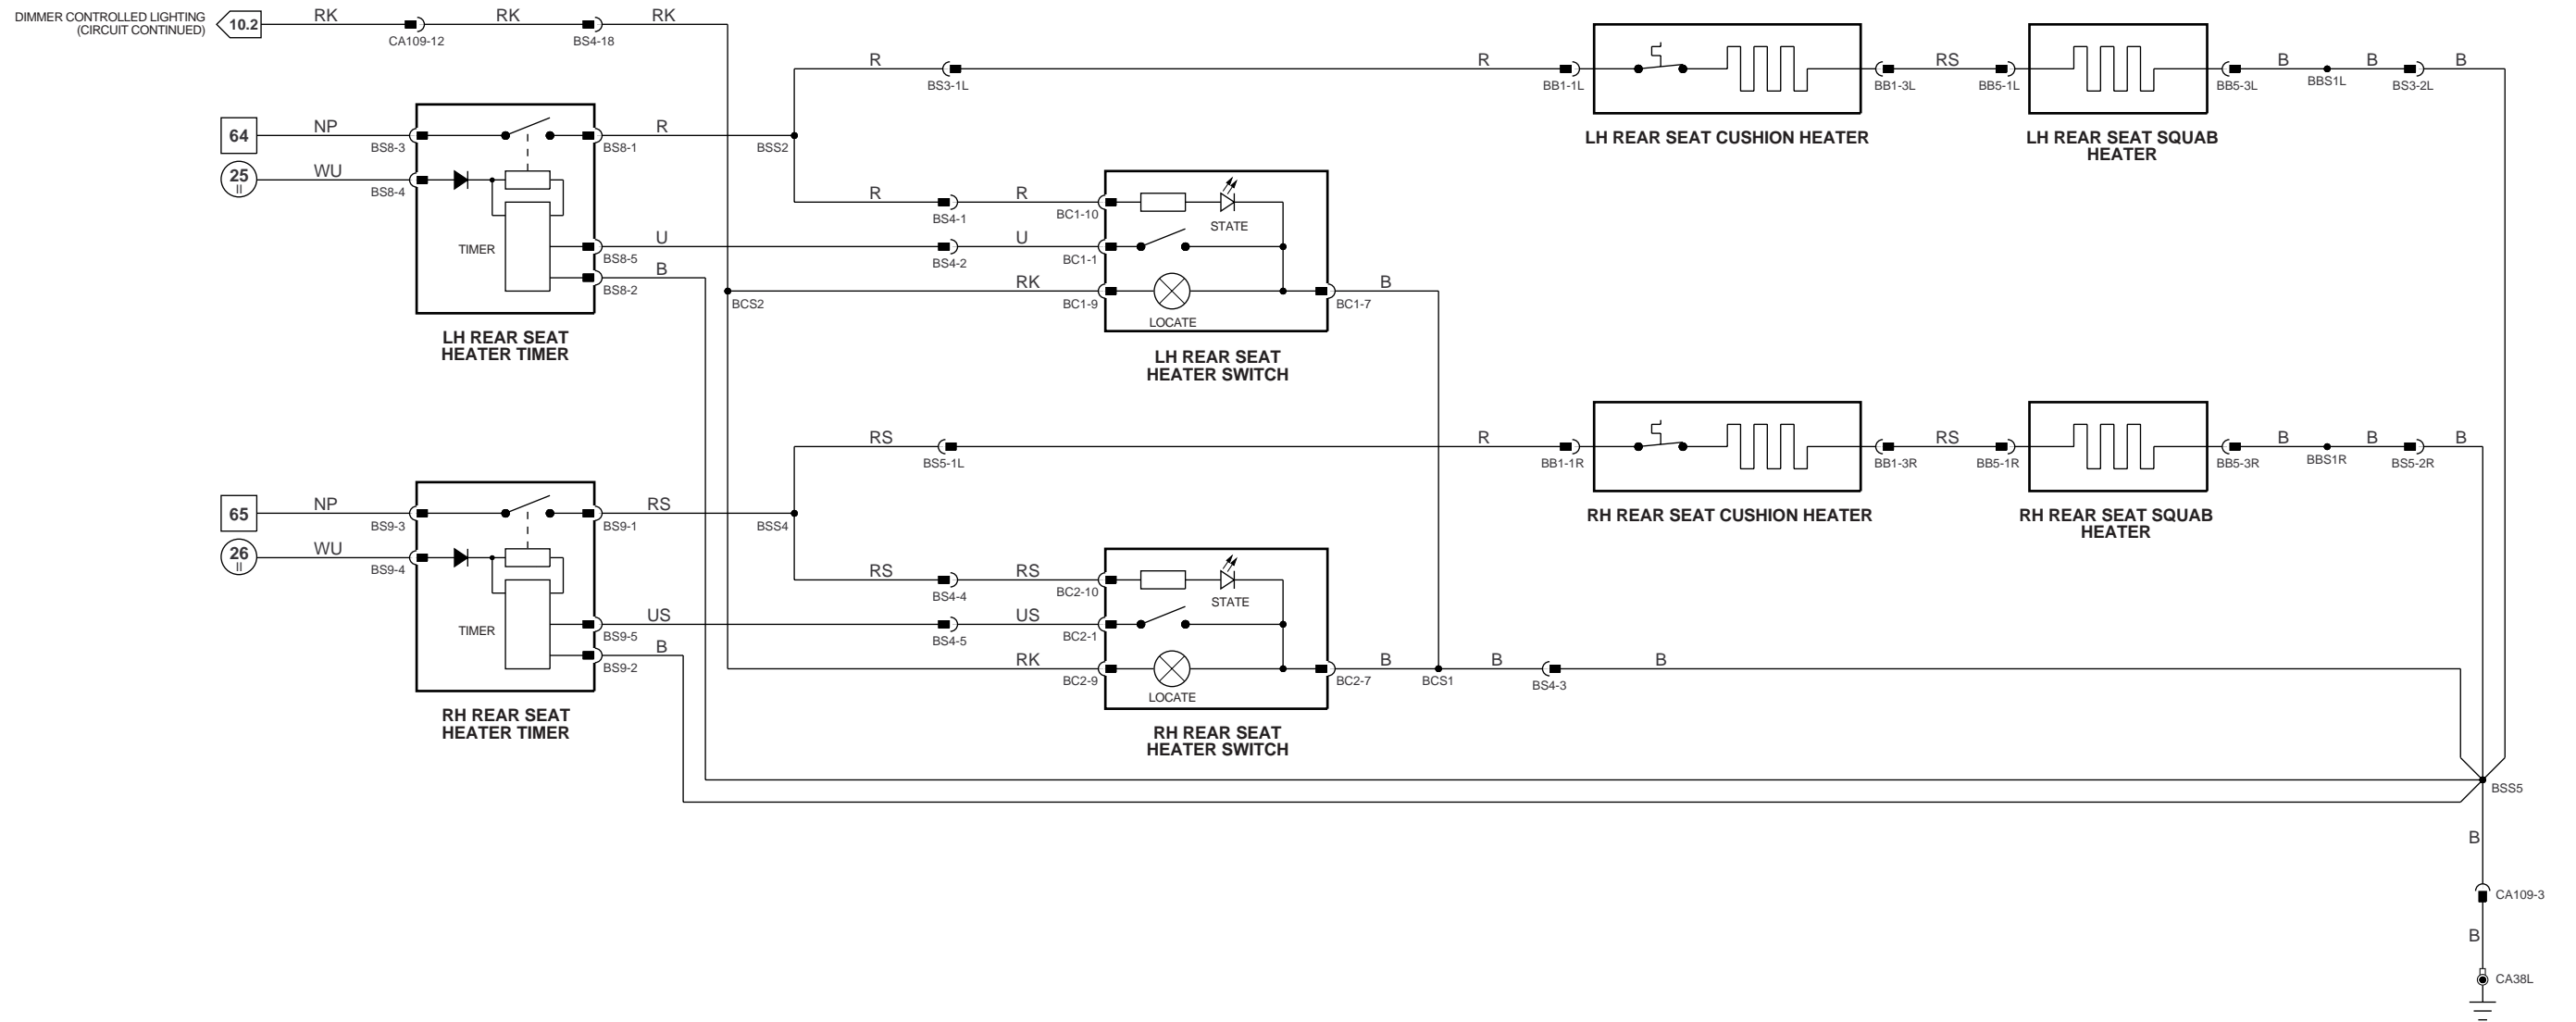 DIMMER CONTROLLED LIGHTING
(CIRCUIT CONTINUED)
10.2
RK
CA109-12
RK
BS4-18
RK
R
BS3-1L
R
BB1-1L
BB1-3L
RS
BB5-1L
BB5-3L
B
BBS1L
B
BS3-2L
B
LH REAR SEAT CUSHION HEATER
LH REAR SEAT SQUAB
HEATER
64
NP
BS8-3
BS8-1
R
BSS2
25
II
WU
BS8-4
R
BS4-1
R
BC1-10
STATE
TIMER
BS8-5
U
BS4-2
U
BC1-1
BS8-2
B
BCS2
RK
BC1-9
LOCATE
BC1-7
B
LH REAR SEAT
HEATER TIMER
LH REAR SEAT
HEATER SWITCH
RS
BS5-1L
R
BB1-1R
BB1-3R
RS
BB5-1R
BB5-3R
B
BBS1R
B
BS5-2R
B
RH REAR SEAT CUSHION HEATER
RH REAR SEAT SQUAB
HEATER
65
NP
BS9-3
BS9-1
RS
BSS4
26
II
WU
BS9-4
RS
BS4-4
RS
BC2-10
STATE
TIMER
BS9-5
US
BS4-5
US
BC2-1
BS9-2
B
RK
BC2-9
LOCATE
BC2-7
B
BCS1
B
BS4-3
B
RH REAR SEAT
HEATER TIMER
RH REAR SEAT
HEATER SWITCH
BSS5
B
CA109-3
B
CA38L